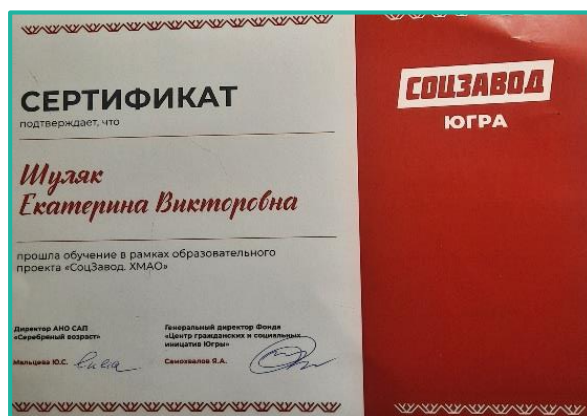 СЕРТИФИКАТ
подтверждает, что
Шуляк
Екатерина Викторовна
прошла обучение в рамках образовательного
проекта «СоцЗавод. ХМАО»
Директор АНО САП
«Серебряный возраст»
Мальцева Ю.С.
Генеральный директор Фонда
«Центр гражданских и социальных
инициатив Югры»
Самохвалов Я.А.
СОЦЗАВОД
ЮГРА